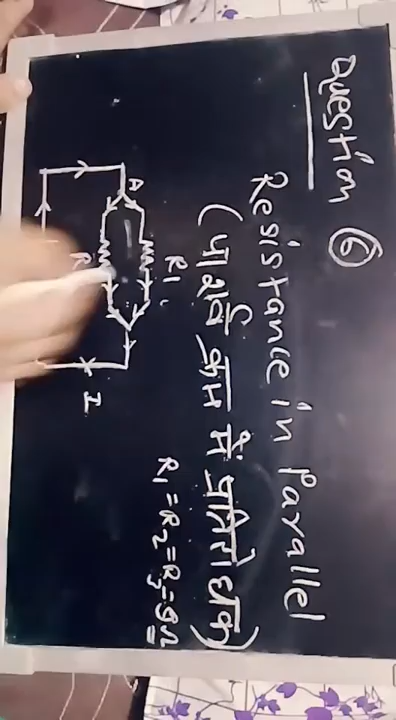 Question 6
Resistance in Parallel
(पार्श्व क्रम में प्रतिरोधक)
A
R1
R
I
R1 = R2 = R3 = 9Ω